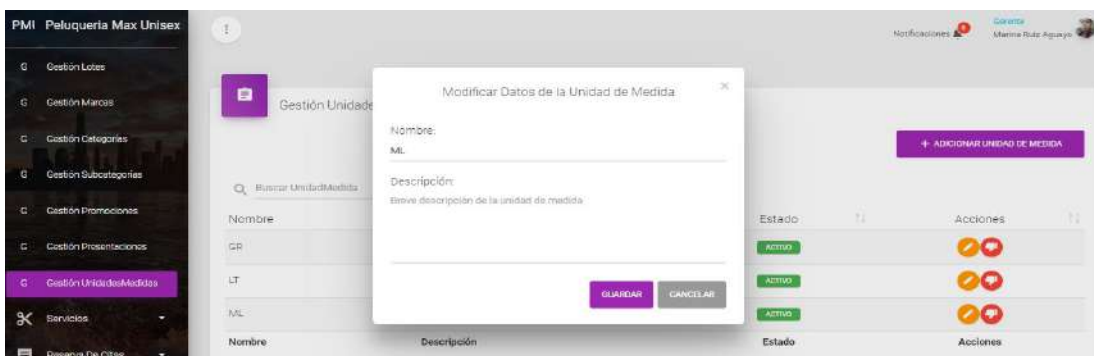 PMI Peluqueria Max Unisex
Notificaciones
Gerente
Marina Ruiz Aguayo
G Gestión Lotes
G Gestión Marcas
G Gestión Categorías
G Gestión Subcategorías
G Gestión Promociones
G Gestión Presentaciones
G Gestión UnidadesMedidas
Servicios
Reserva De Citas
Gestión Unidade
+ ADICIONAR UNIDAD DE MEDIDA
Buscar UnidadMedida
Nombre Estado Acciones
GR ACTIVO
LT ACTIVO
ML ACTIVO
Nombre Descripción Estado Acciones
Modificar Datos de la Unidad de Medida ×
Nombre:
ML
Descripción:
Breve descripción de la unidad de medida
GUARDAR CANCELAR